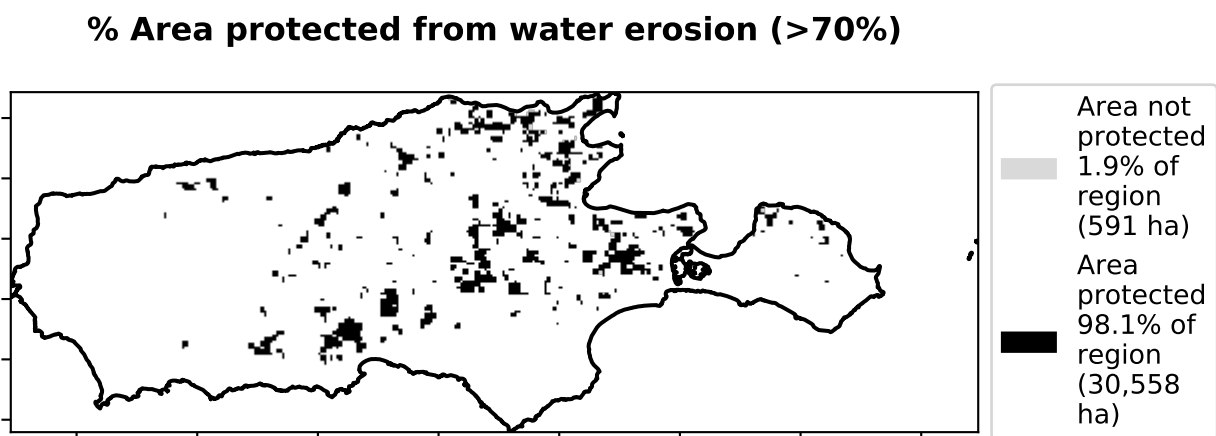 % Area protected from water erosion (>70%)
Area not
protected
1.9% of
region
(591 ha)
Area
protected
98.1% of
region
(30,558
ha)